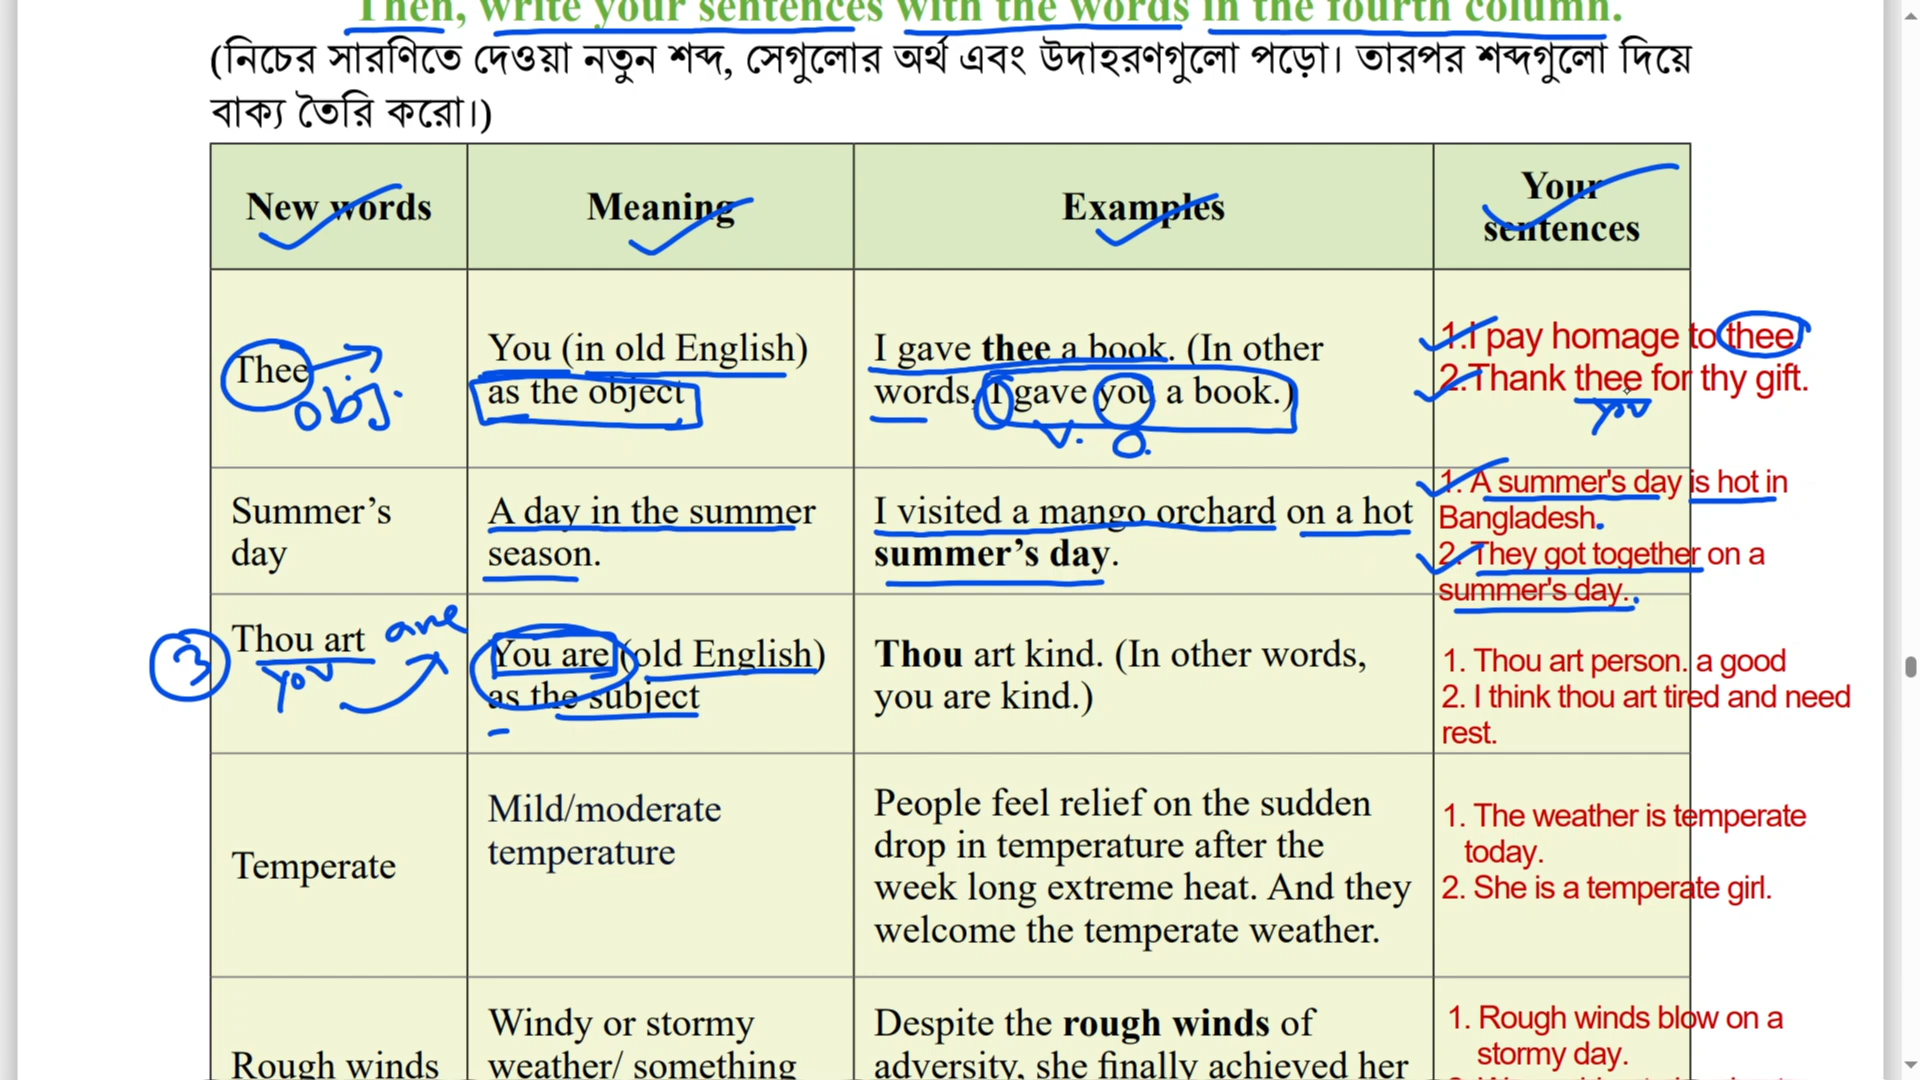 Then, write your sentences with the words in the fourth column.
(নিচের সারণিতে দেওয়া নতুন শব্দ, সেগুলোর অর্থ এবং উদাহরণগুলো পড়ো। তারপর শব্দগুলো দিয়ে
বাক্য তৈরি করো।)
New words
Meaning
Examples
Your
sentences
Thee
obj.
You (in old English)
as the object
I gave thee a book. (In other
words, I gave you a book.)
V. O.
1.I pay homage to thee.
2.Thank thee for thy gift.
you
Summer's
day
A day in the summer
season.
I visited a mango orchard on a hot
summer's day.
1. A summer's day is hot in
Bangladesh.
2. They got together on a
summer's day.
3
Thou art are
you
You are (old English)
as the subject
Thou art kind. (In other words,
you are kind.)
1. Thou art person. a good
2. I think thou art tired and need
rest.
Temperate
Mild/moderate
temperature
People feel relief on the sudden
drop in temperature after the
week long extreme heat. And they
welcome the temperate weather.
1. The weather is temperate
today.
2. She is a temperate girl.
Rough winds
Windy or stormy
weather/ something
Despite the rough winds of
adversity, she finally achieved her
1. Rough winds blow on a
stormy day.